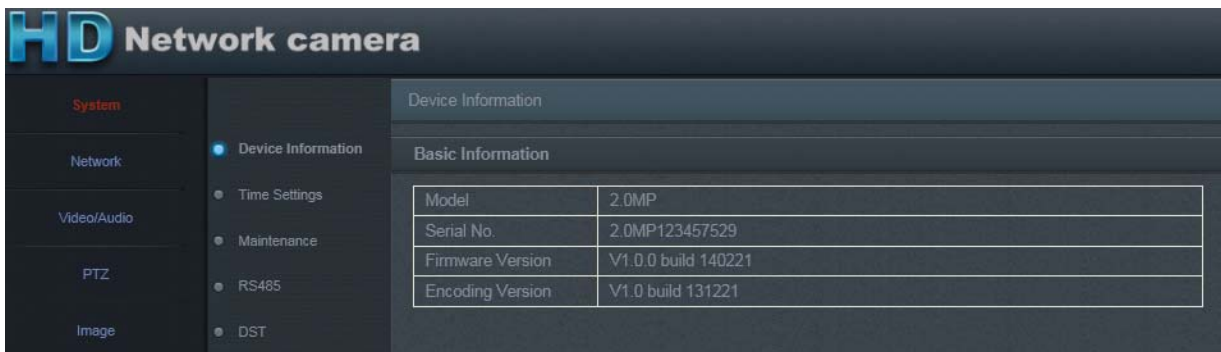 HD Network camera
System
Network
Video/Audio
PTZ
Image
Device Information
Time Settings
Maintenance
RS485
DST
Device Information
Basic Information
Model 2.0MP
Serial No. 2.0MP123457529
Firmware Version V1.0.0 build 140221
Encoding Version V1.0 build 131221